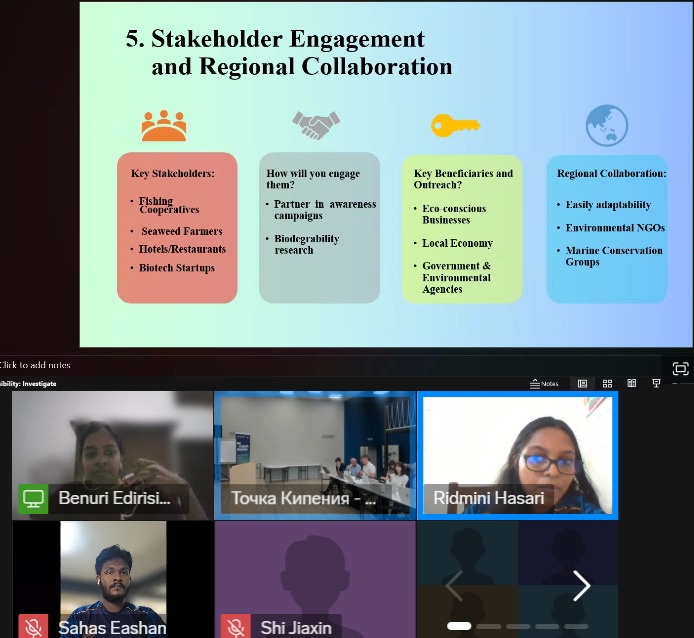 5. Stakeholder Engagement
and Regional Collaboration
Key Stakeholders:
• Fishing
Cooperatives
• Seaweed Farmers
• Hotels/Restaurants
• Biotech Startups
How will you engage
them?
• Partner in awareness
campaigns
• Biodegrability
research
Key Beneficiaries and
Outreach?
• Eco-conscious
Businesses
• Local Economy
• Government &
Environmental
Agencies
Regional Collaboration:
• Easily adaptability
• Environmental NGOs
• Marine Conservation
Groups
Click to add notes
ibility: Investigate
Notes
Benuri Edirisi...
Точка Кипения - ...
Ridmini Hasari
Sahas Eashan
Shi Jiaxin